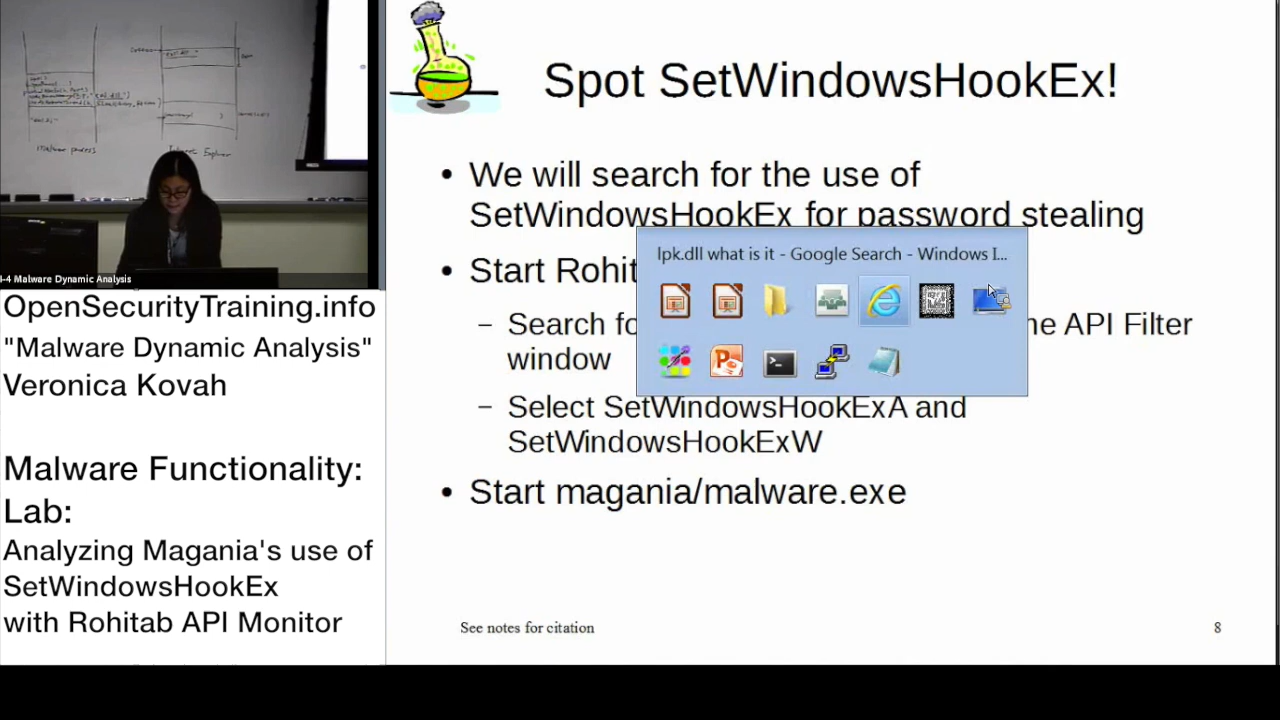 I-4 Malware Dynamic Analysis
OpenSecurityTraining.info
"Malware Dynamic Analysis"
Veronica Kovah
Malware Functionality:
Lab:
Analyzing Magania's use of
SetWindowsHookEx
with Rohitab API Monitor
Spot SetWindowsHookEx!
• We will search for the use of
SetWindowsHookEx for password stealing
lpk.dll what is it - Google Search - Windows I...
• Start Rohit
– Search fo
e API Filter
window
– Select SetWindowsHookExA and
SetWindowsHookExW
• Start magania/malware.exe
See notes for citation
8